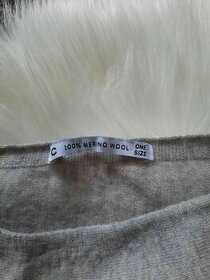 C 100% MERINO WOOL ONE
SIZE